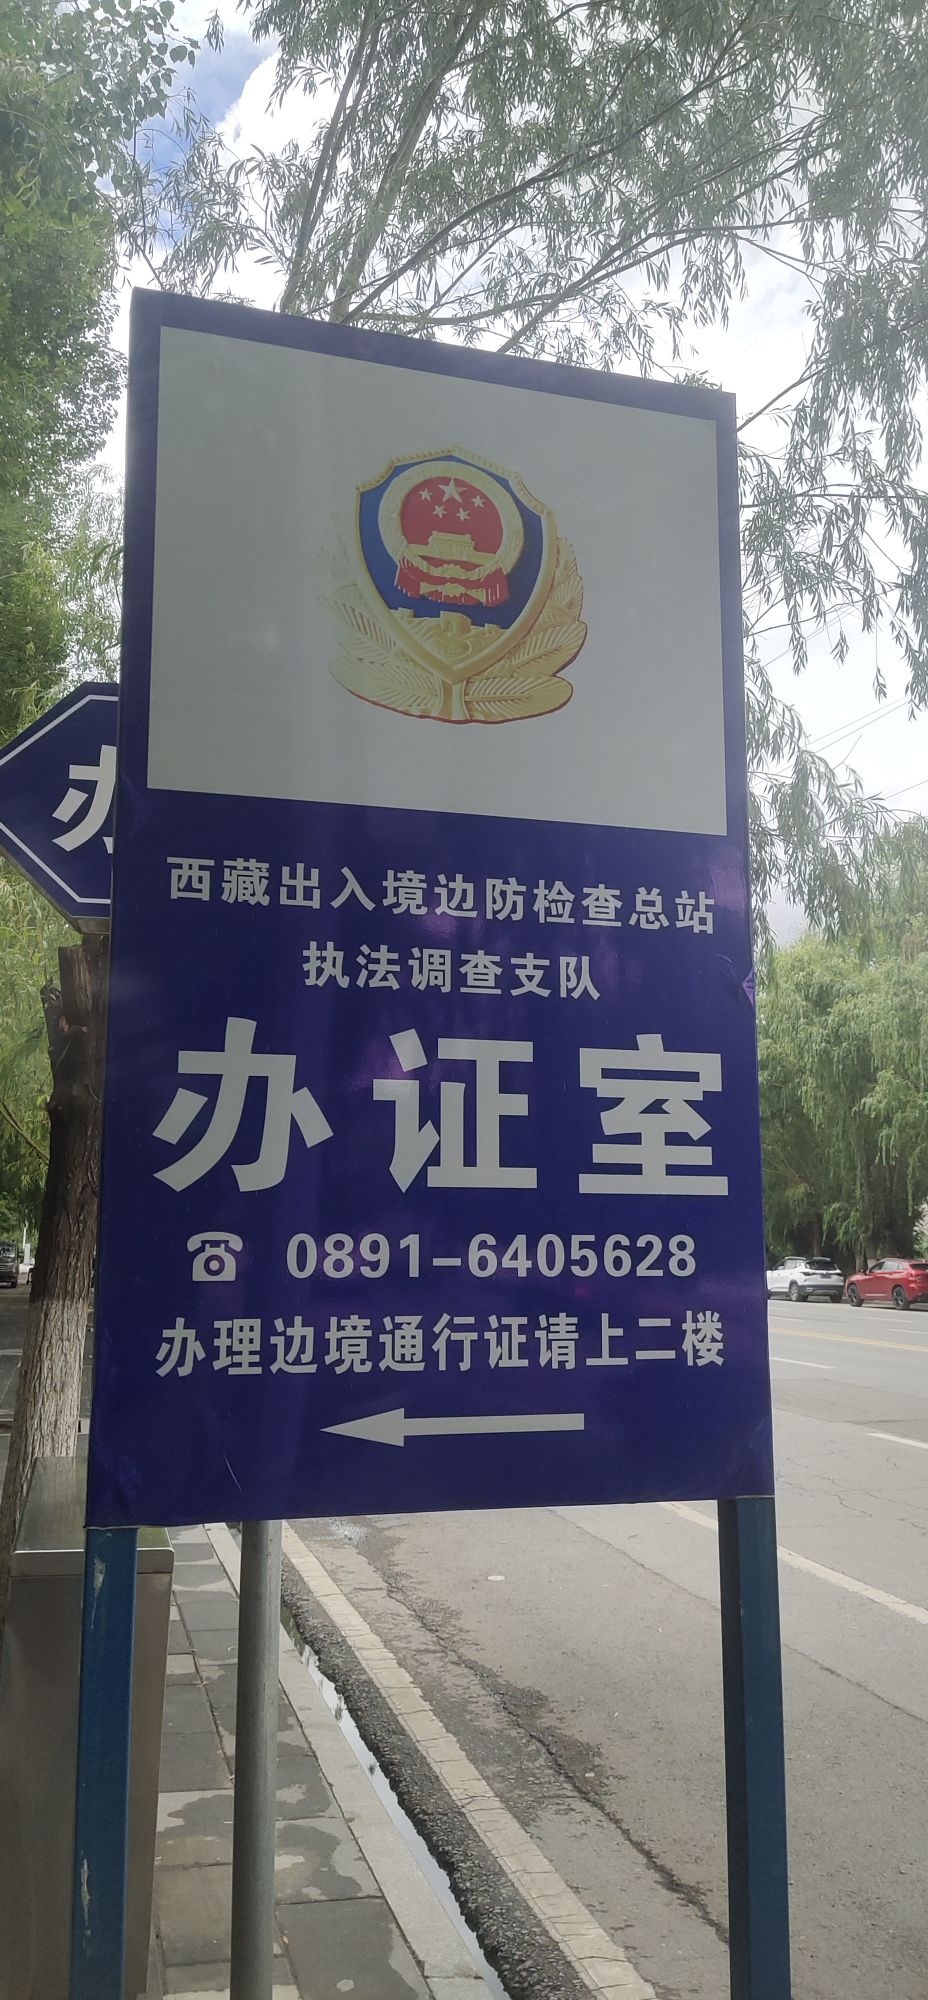 西藏出入境边防检查总站
执法调查支队
办证室
☎ 0891-6405628
办理边境通行证请上二楼